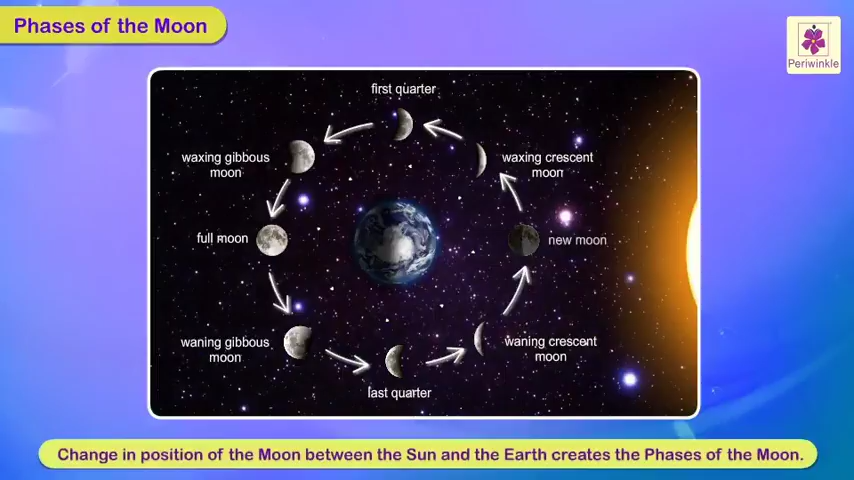 Phases of the Moon
Periwinkle
first quarter
waxing gibbous
moon
waxing crescent
moon
full moon
new moon
waning gibbous
moon
waning crescent
moon
last quarter
Change in position of the Moon between the Sun and the Earth creates the Phases of the Moon.